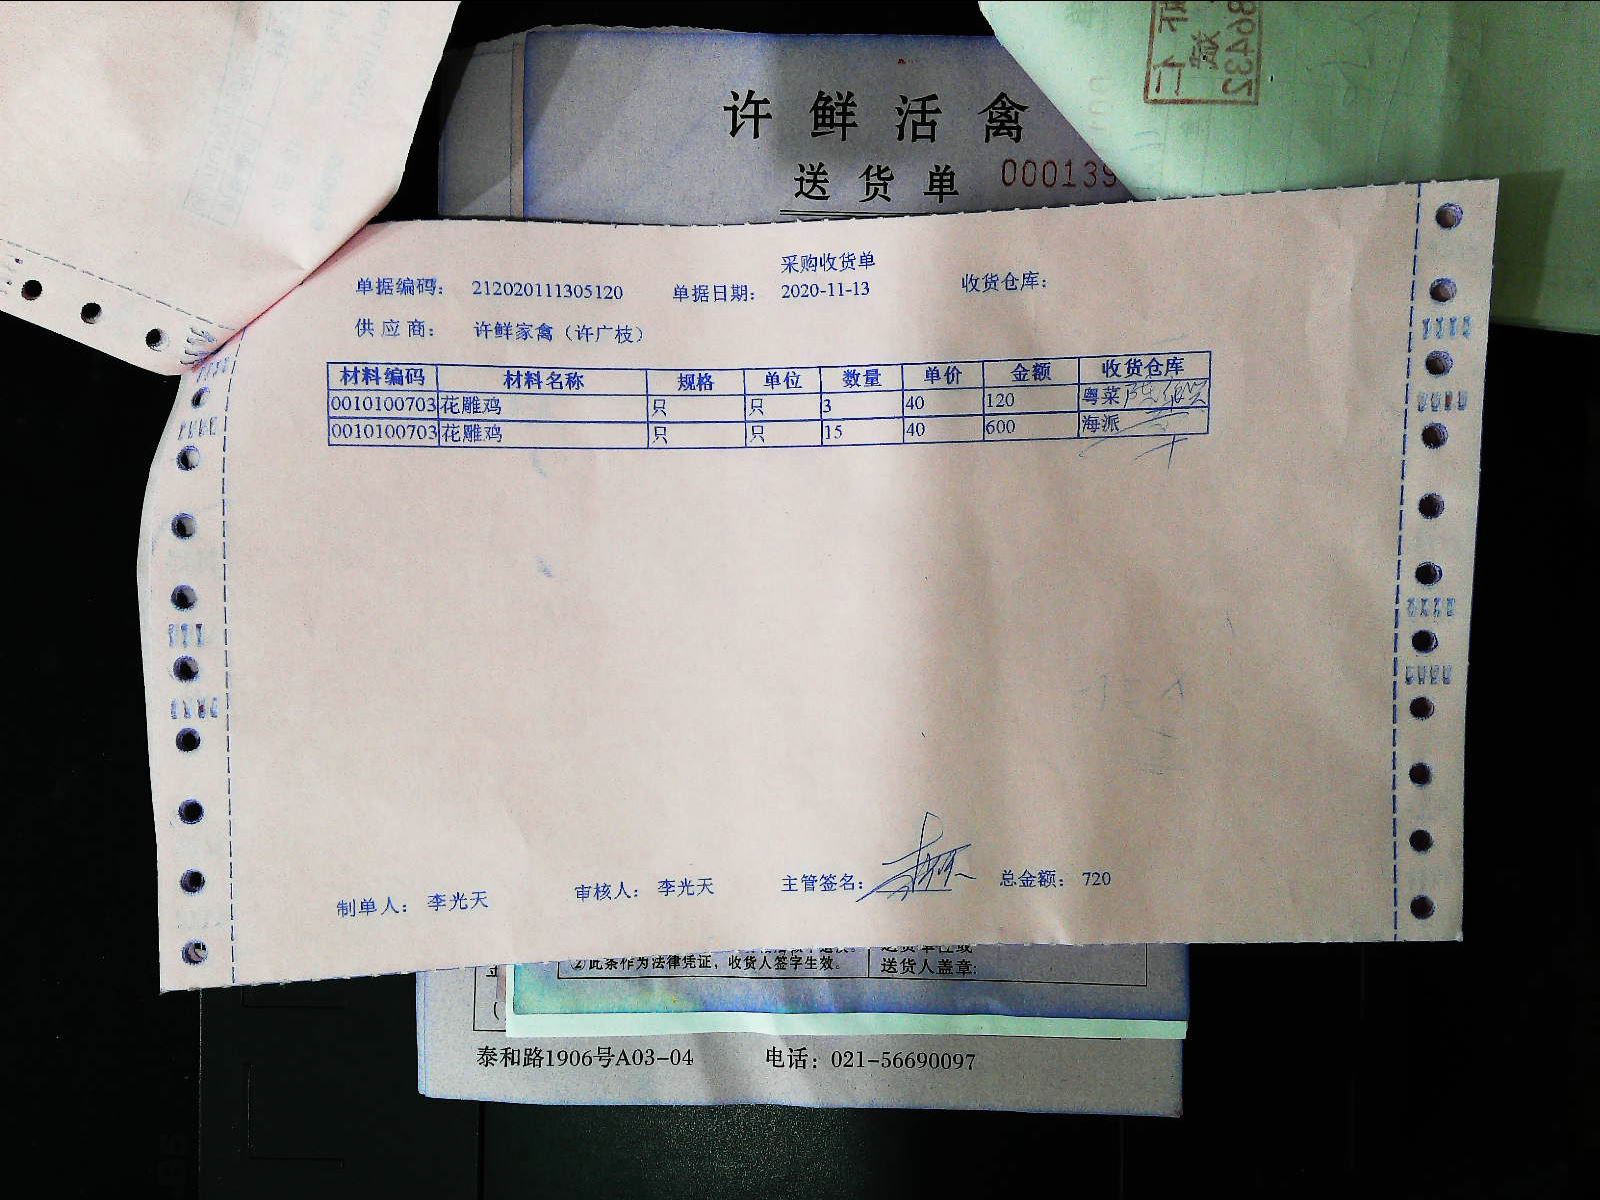 许鲜活禽
送货单 000139
采购收货单
单据编码： 212020111305120 单据日期： 2020-11-13 收货仓库：
供应商： 许鲜家禽（许广枝）
材料编码 材料名称 规格 单位 数量 单价 金额 收货仓库
0010100703 花雕鸡 只 只 3 40 120 粤菜
0010100703 花雕鸡 只 只 15 40 600 海派
制单人： 李光天 审核人： 李光天 主管签名： 总金额： 720
②此条作为法律凭证，收货人签字生效。 送货人盖章：
泰和路1906号A03-04 电话：021-56690097